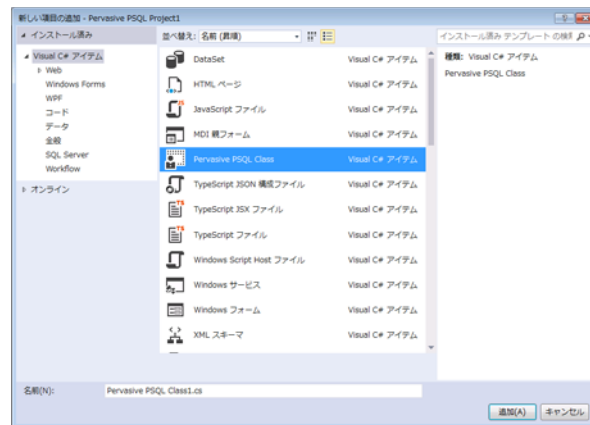 新しい項目の追加 - Pervasive PSQL Project1
インストール済み
並べ替え: 名前 (昇順)
インストール済み テンプレート の検索
Visual C# アイテム
Web
Windows Forms
WPF
コード
データ
全般
SQL Server
Workflow
オンライン
DataSet Visual C# アイテム
HTML ページ Visual C# アイテム
JavaScript ファイル Visual C# アイテム
MDI 親フォーム Visual C# アイテム
Pervasive PSQL Class Visual C# アイテム
TypeScript JSON 構成ファイル Visual C# アイテム
TypeScript JSX ファイル Visual C# アイテム
TypeScript ファイル Visual C# アイテム
Windows Script Host ファイル Visual C# アイテム
Windows サービス Visual C# アイテム
Windows フォーム Visual C# アイテム
XML スキーマ Visual C# アイテム
種類: Visual C# アイテム
Pervasive PSQL Class
名前(N): Pervasive PSQL Class1.cs
追加(A) キャンセル